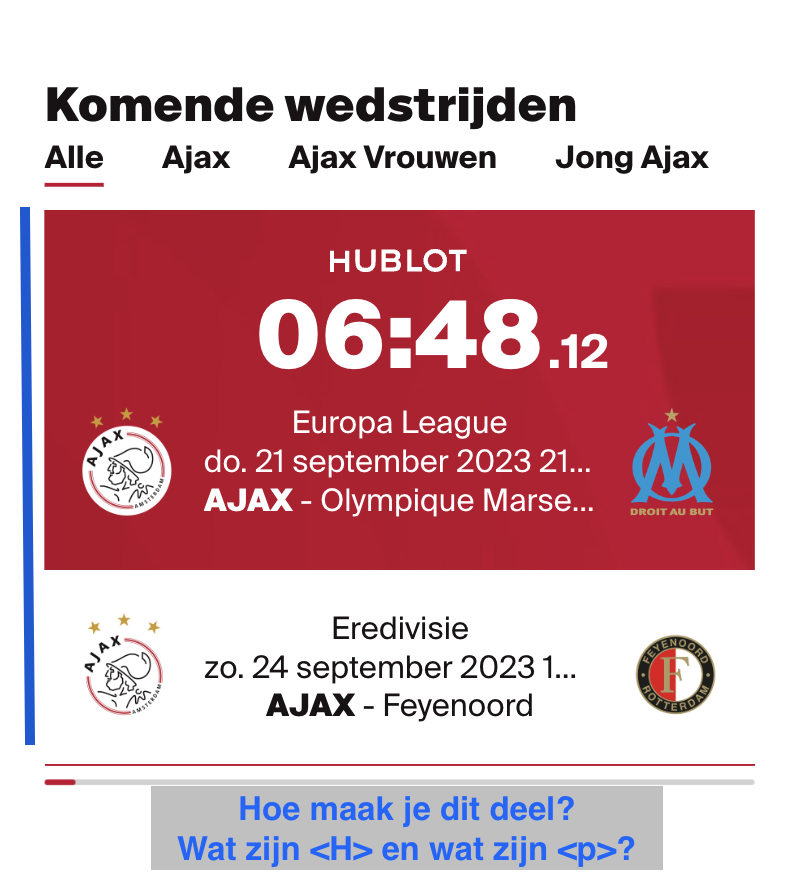 Komende wedstrijden
Alle Ajax Ajax Vrouwen Jong Ajax
HUBLOT
06:48.12
Europa League
do. 21 september 2023 21...
AJAX - Olympique Marse...
AJAX
AMSTERDAM
DROIT AU BUT
Eredivisie
zo. 24 september 2023 1...
AJAX - Feyenoord
AJAX
AMSTERDAM
FEYENOORD
F
ROTTERDAM
Hoe maak je dit deel?
Wat zijn <H> en wat zijn <p>?